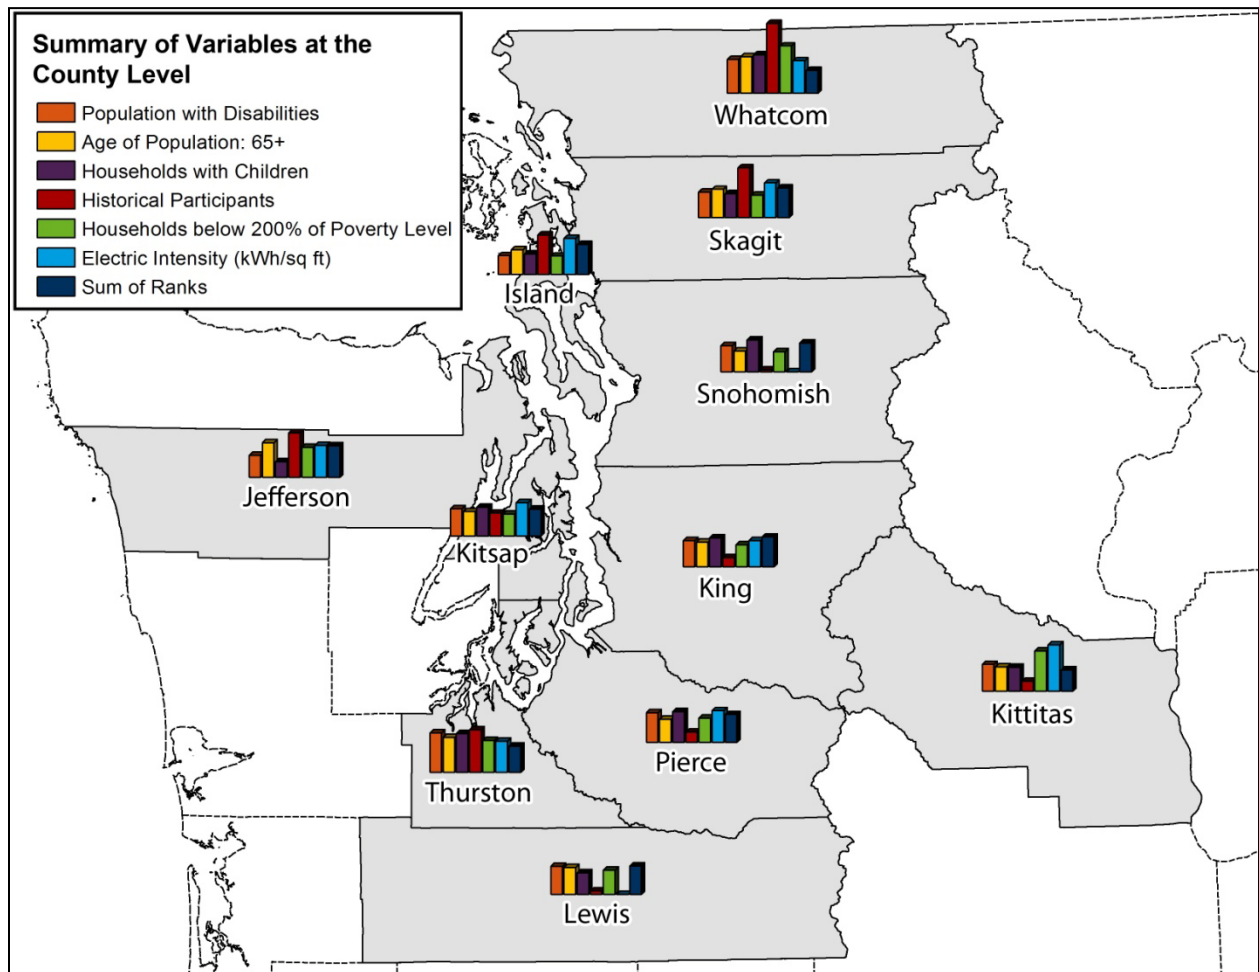 Summary of Variables at the
County Level
Population with Disabilities
Age of Population: 65+
Households with Children
Historical Participants
Households below 200% of Poverty Level
Electric Intensity (kWh/sq ft)
Sum of Ranks
Whatcom
Skagit
Island
Snohomish
Jefferson
Kitsap
King
Kittitas
Pierce
Thurston
Lewis